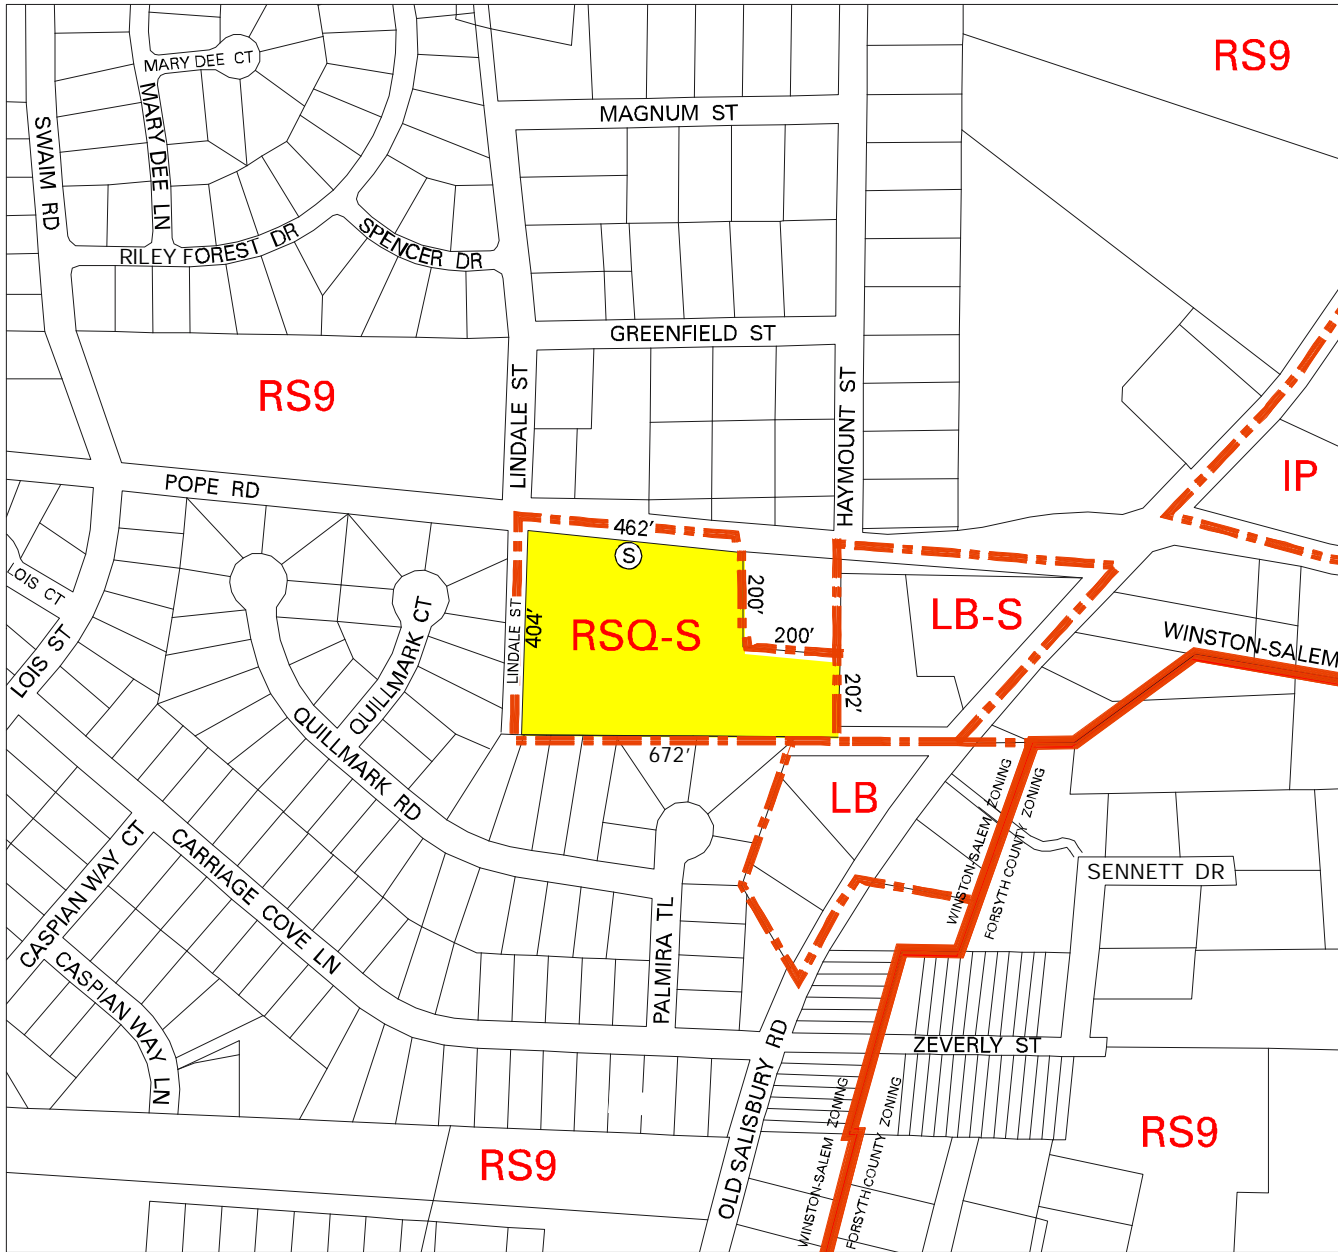 RS9
MARY DEE CT
MAGNUM ST
SWAIM RD
MARY DEE LN
RILEY FOREST DR
SPENCER DR
GREENFIELD ST
RS9
LINDALE ST
HAYMOUNT ST
IP
POPE RD
462'
S
LOIS CT
200'
LINDALE ST
404'
RSQ-S
200'
LB-S
WINSTON-SALEM
LOIS ST
QUILLMARK CT
202'
QUILLMARK RD
672'
LB
WINSTON-SALEM ZONING
FORSYTH COUNTY ZONING
CASPIAN WAY CT
CARRIAGE COVE LN
SENNETT DR
PALMIRA TL
CASPIAN WAY LN
ZEVERLY ST
OLD SALISBURY RD
WINSTON-SALEM ZONING
FORSYTH COUNTY ZONING
RS9
RS9